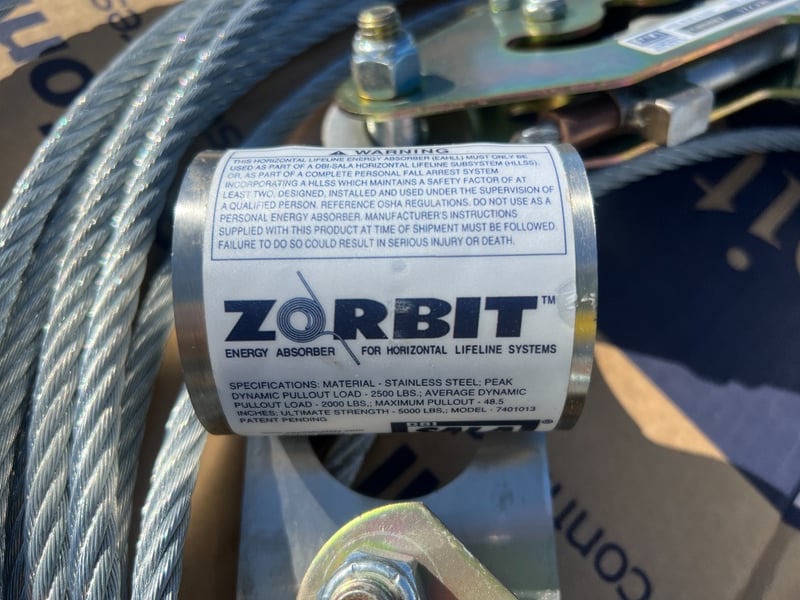 ⚠ WARNING
THIS HORIZONTAL LIFELINE ENERGY ABSORBER (EAHLL) MUST ONLY BE
USED AS PART OF A DBI-SALA HORIZONTAL LIFELINE SUBSYSTEM (HLLSS),
OR, AS PART OF A COMPLETE PERSONAL FALL ARREST SYSTEM
INCORPORATING A HLLSS WHICH MAINTAINS A SAFETY FACTOR OF AT
LEAST TWO, DESIGNED, INSTALLED AND USED UNDER THE SUPERVISION OF
A QUALIFIED PERSON. REFERENCE OSHA REGULATIONS. DO NOT USE AS A
PERSONAL ENERGY ABSORBER. MANUFACTURER'S INSTRUCTIONS
SUPPLIED WITH THIS PRODUCT AT TIME OF SHIPMENT MUST BE FOLLOWED.
FAILURE TO DO SO COULD RESULT IN SERIOUS INJURY OR DEATH.
ZORBIT™
ENERGY ABSORBER FOR HORIZONTAL LIFELINE SYSTEMS
SPECIFICATIONS: MATERIAL - STAINLESS STEEL; PEAK
DYNAMIC PULLOUT LOAD - 2500 LBS.; AVERAGE DYNAMIC
PULLOUT LOAD - 2000 LBS.; MAXIMUM PULLOUT - 48.5
INCHES; ULTIMATE STRENGTH - 5000 LBS.; MODEL - 7401013
PATENT PENDING
DBI
SALA®